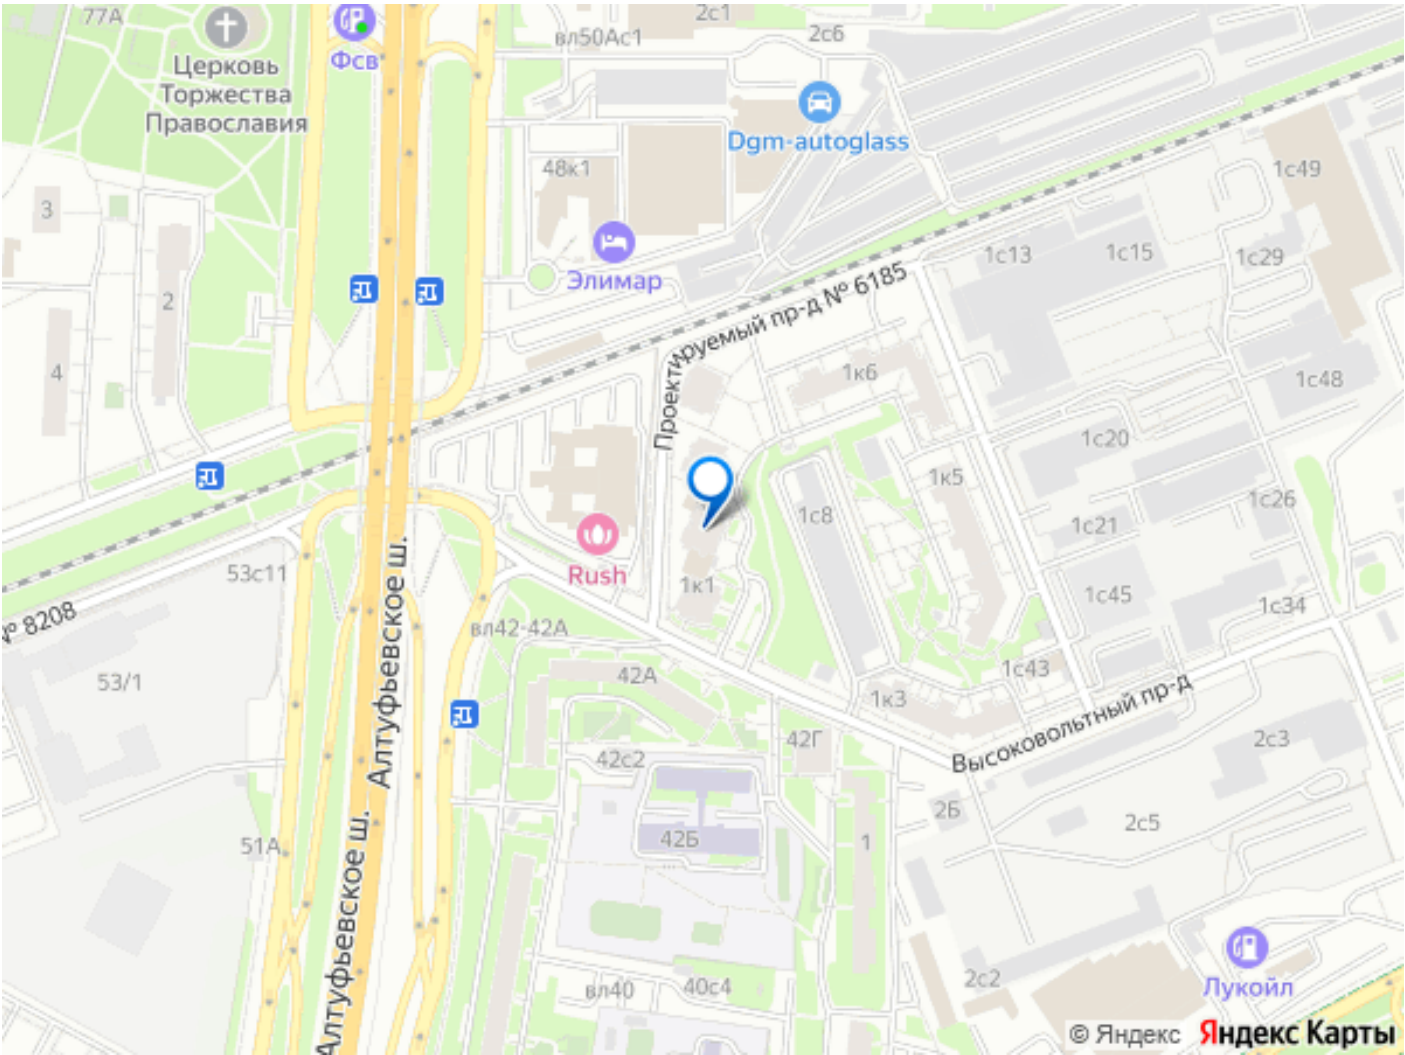 77А
Церковь
Торжества
Православия
Фсв
вл50Ас1
2с1
2с6
Dgm-autoglass
48к1
1с49
3
Элимар
1с13
1с15
1с29
2
4
Проектируемый пр-д № 6185
1к6
1с48
1с20
1к5
1с26
1с8
1с21
Rush
53с11
1к1
1с45
1с34
№ 8208
вл42-42А
Алтуфьевское ш.
53/1
42А
1с43
1к3
Высоковольтный пр-д
42Г
2с3
42с2
2Б
2с5
42Б
1
51А
Алтуфьевское ш.
вл40
40с4
2с2
Лукойл
© Яндекс Яндекс Карты